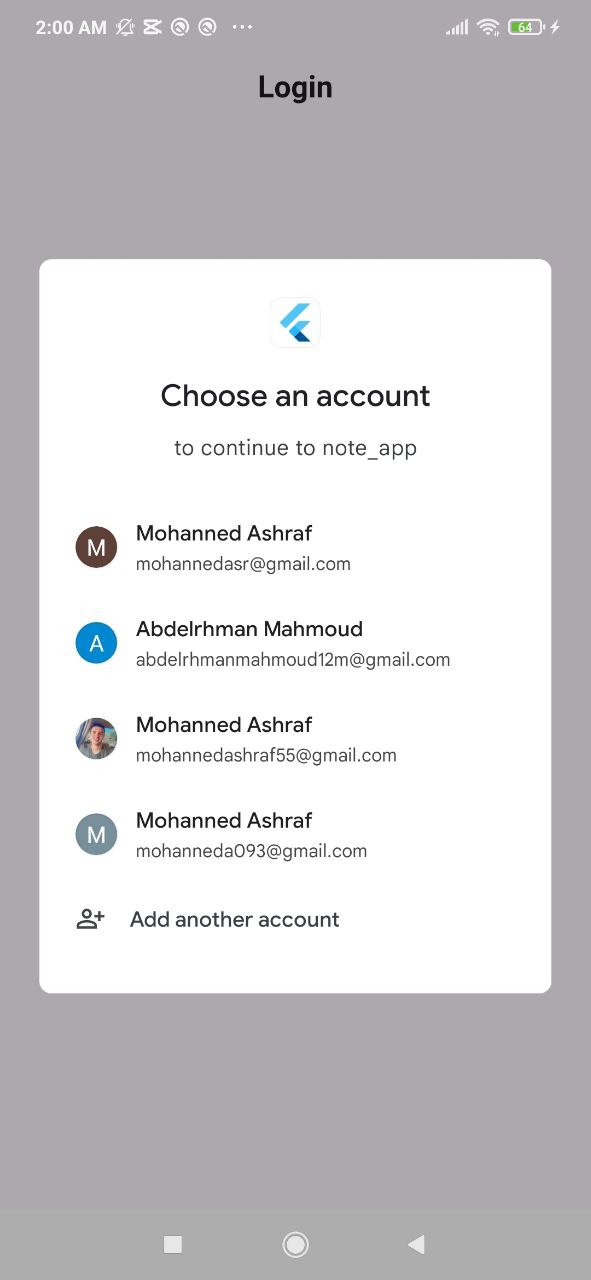 2:00 AM
64
Login
Choose an account
to continue to note_app
M
Mohanned Ashraf
mohannedasr@gmail.com
A
Abdelrhman Mahmoud
abdelrhmanmahmoud12m@gmail.com
Mohanned Ashraf
mohannedashraf55@gmail.com
M
Mohanned Ashraf
mohanneda093@gmail.com
Add another account